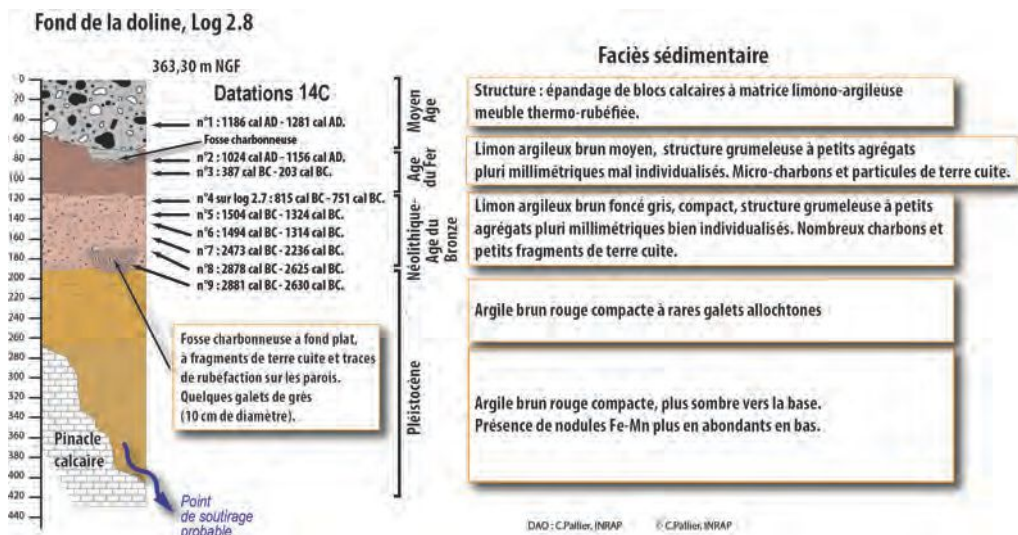 Fond de la doline, Log 2.8
363,30 m NGF
Faciès sédimentaire
Datations 14C
0
20
40
60
80
100
120
140
160
180
200
220
240
260
280
300
320
340
360
380
400
420
440
n°1 : 1186 cal AD - 1281 cal AD.
Fosse charbonneuse
n°2 : 1024 cal AD - 1156 cal AD.
n°3 : 387 cal BC - 203 cal BC.
n°4 sur log 2.7 : 815 cal BC - 751 cal BC.
n°5 : 1504 cal BC - 1324 cal BC.
n°6 : 1494 cal BC - 1314 cal BC.
n°7 : 2473 cal BC - 2236 cal BC.
n°8 : 2878 cal BC - 2625 cal BC.
n°9 : 2881 cal BC - 2630 cal BC.
Fosse charbonneuse a fond plat,
à fragments de terre cuite et traces
de rubéfaction sur les parois.
Quelques galets de grès
(10 cm de diamètre).
Pinacle
calcaire
Point
de soutirage
probable
Moyen
Age
Age
du Fer
Néolithique-
Age du
Bronze
Pléistocène
Structure : épandage de blocs calcaires à matrice limono-argileuse
meuble thermo-rubéfiée.
Limon argileux brun moyen, structure grumeleuse à petits agrégats
pluri millimétriques mal individualisés. Micro-charbons et particules de terre cuite.
Limon argileux brun foncé gris, compact, structure grumeleuse à petits
agrégats pluri millimétriques bien individualisés. Nombreux charbons et
petits fragments de terre cuite.
Argile brun rouge compacte à rares galets allochtones
Argile brun rouge compacte, plus sombre vers la base.
Présence de nodules Fe-Mn plus en abondants en bas.
DAO : C.Pallier, INRAP
© C.Pallier, INRAP